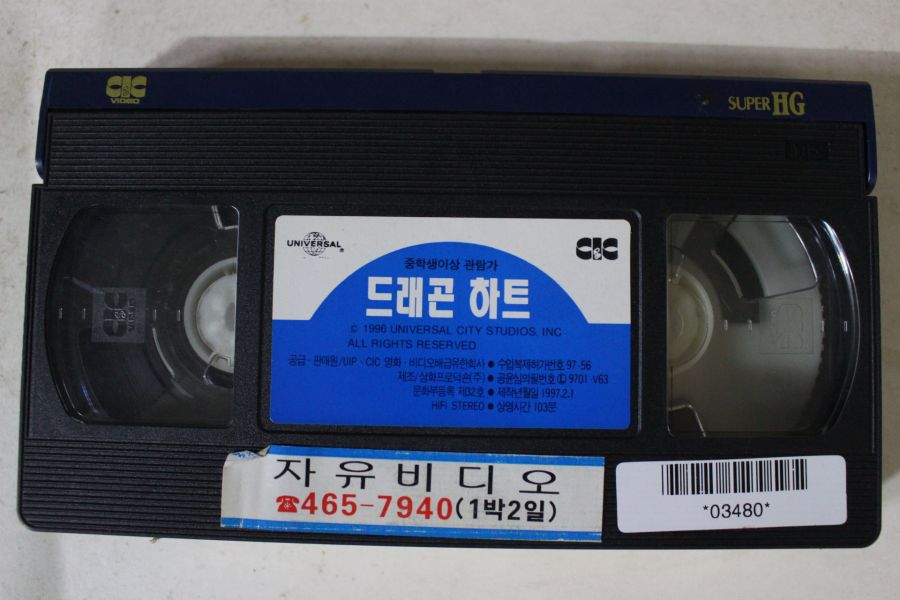 CIC
VIDEO
SUPER HG
VHS
UNIVERSAL
®
CIC
중학생이상 관람가
드래곤 하트
© 1996 UNIVERSAL CITY STUDIOS, INC
ALL RIGHTS RESERVED
공급·판매원/UIP·CIC 영화·비디오배급유한회사 ● 수입복제허가번호 97-56
제조/삼화프로덕숀(주) ● 공윤심의필번호 Ⓛ 9701-V63
문화부등록 제32호 ● 제작년월일 1997.2.1
HiFi STEREO ● 상영시간 103분
CIC
VIDEO
자유비디오
☎465-7940(1박2일)
*03480*